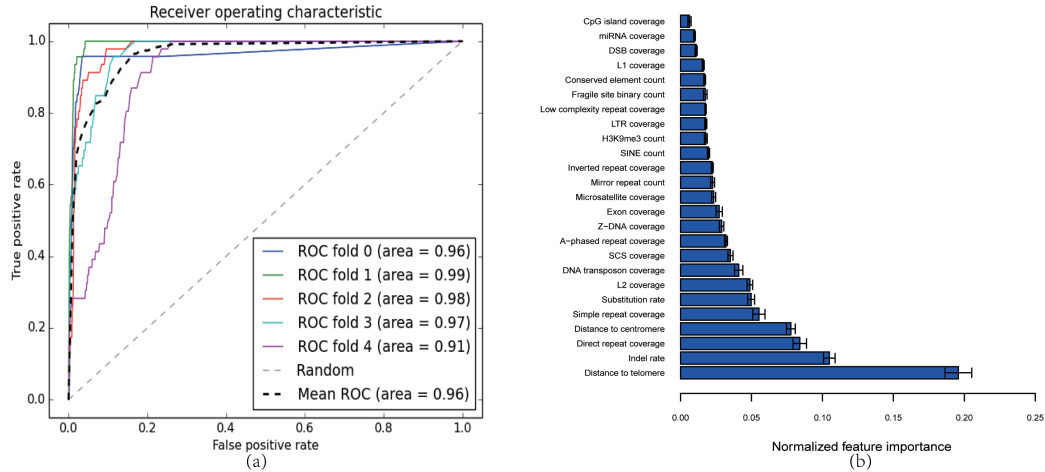 Receiver operating characteristic
True positive rate
1.0
0.8
0.6
0.4
0.2
0.0
ROC fold 0 (area = 0.96)
ROC fold 1 (area = 0.99)
ROC fold 2 (area = 0.98)
ROC fold 3 (area = 0.97)
ROC fold 4 (area = 0.91)
Random
Mean ROC (area = 0.96)
0.0 0.2 0.4 0.6 0.8 1.0
False positive rate
(a)
CpG island coverage
miRNA coverage
DSB coverage
L1 coverage
Conserved element count
Fragile site binary count
Low complexity repeat coverage
LTR coverage
H3K9me3 count
SINE count
Inverted repeat coverage
Mirror repeat count
Microsatellite coverage
Exon coverage
Z−DNA coverage
A−phased repeat coverage
SCS coverage
DNA transposon coverage
L2 coverage
Substitution rate
Simple repeat coverage
Distance to centromere
Direct repeat coverage
Indel rate
Distance to telomere
0.00 0.05 0.10 0.15 0.20 0.25
Normalized feature importance
(b)